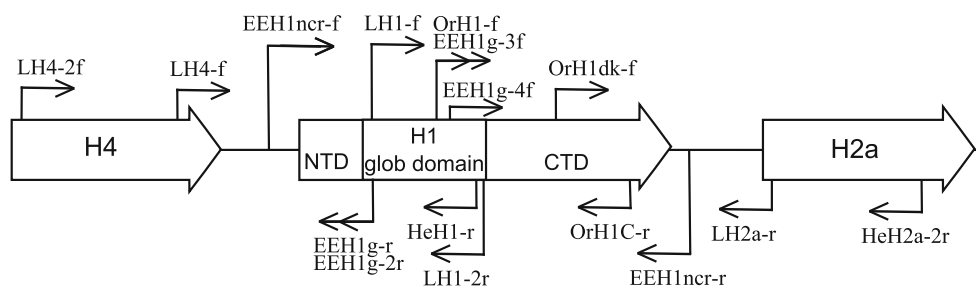 EEH1ncr-f
LH1-f
OrH1-f
EEH1g-3f
LH4-2f
LH4-f
EEH1g-4f
OrH1dk-f
H4
NTD
H1
glob domain
CTD
H2a
EEH1g-r
EEH1g-2r
HeH1-r
LH1-2r
OrH1C-r
EEH1ncr-r
LH2a-r
HeH2a-2r